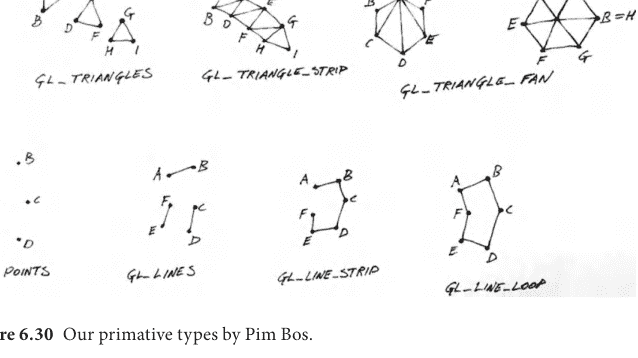 B D F G H I
B D E F G H I
B F C E D
E F G B=H
GL_TRIANGLES GL_TRIANGLE_STRIP GL_TRIANGLE_FAN
.B A B A B A B
.C F C F C F C
E D E D E D
.D
POINTS GL_LINES GL_LINE_STRIP GL_LINE_LOOP
re 6.30 Our primative types by Pim Bos.